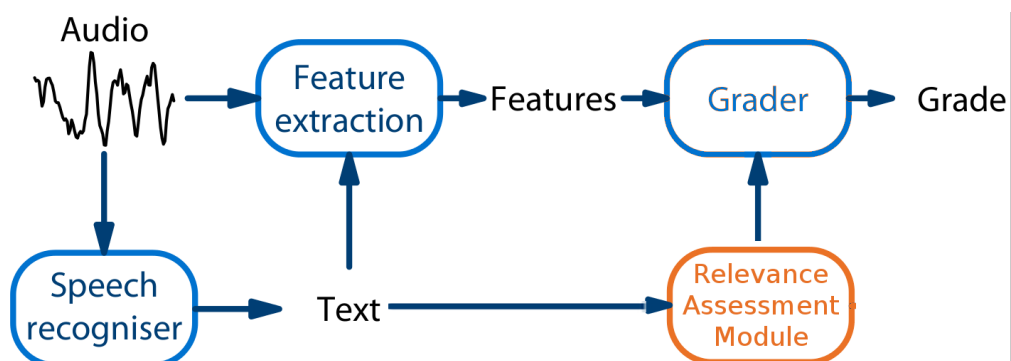 Audio
Feature
extraction
Features
Grader
Grade
Speech
recogniser
Text
Relevance
Assessment
Module